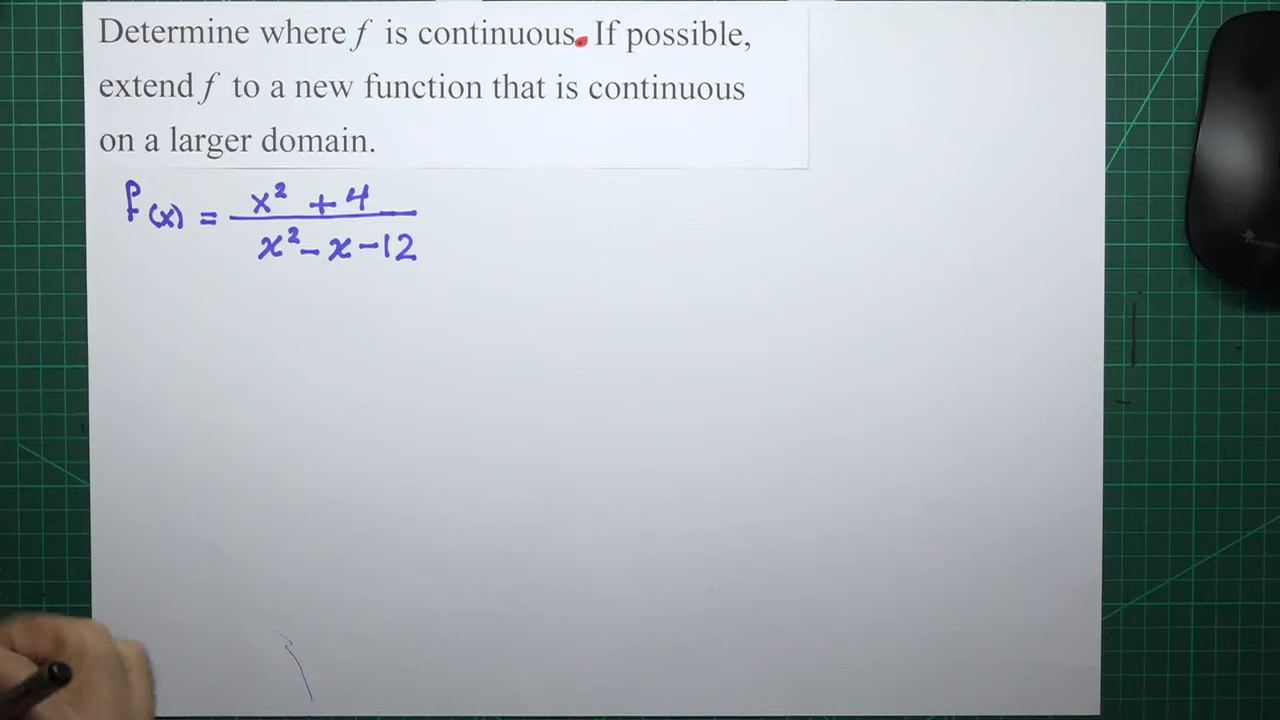 Determine where f is continuous. If possible,
extend f to a new function that is continuous
on a larger domain.
f(x) = x² + 4
x² - x - 12